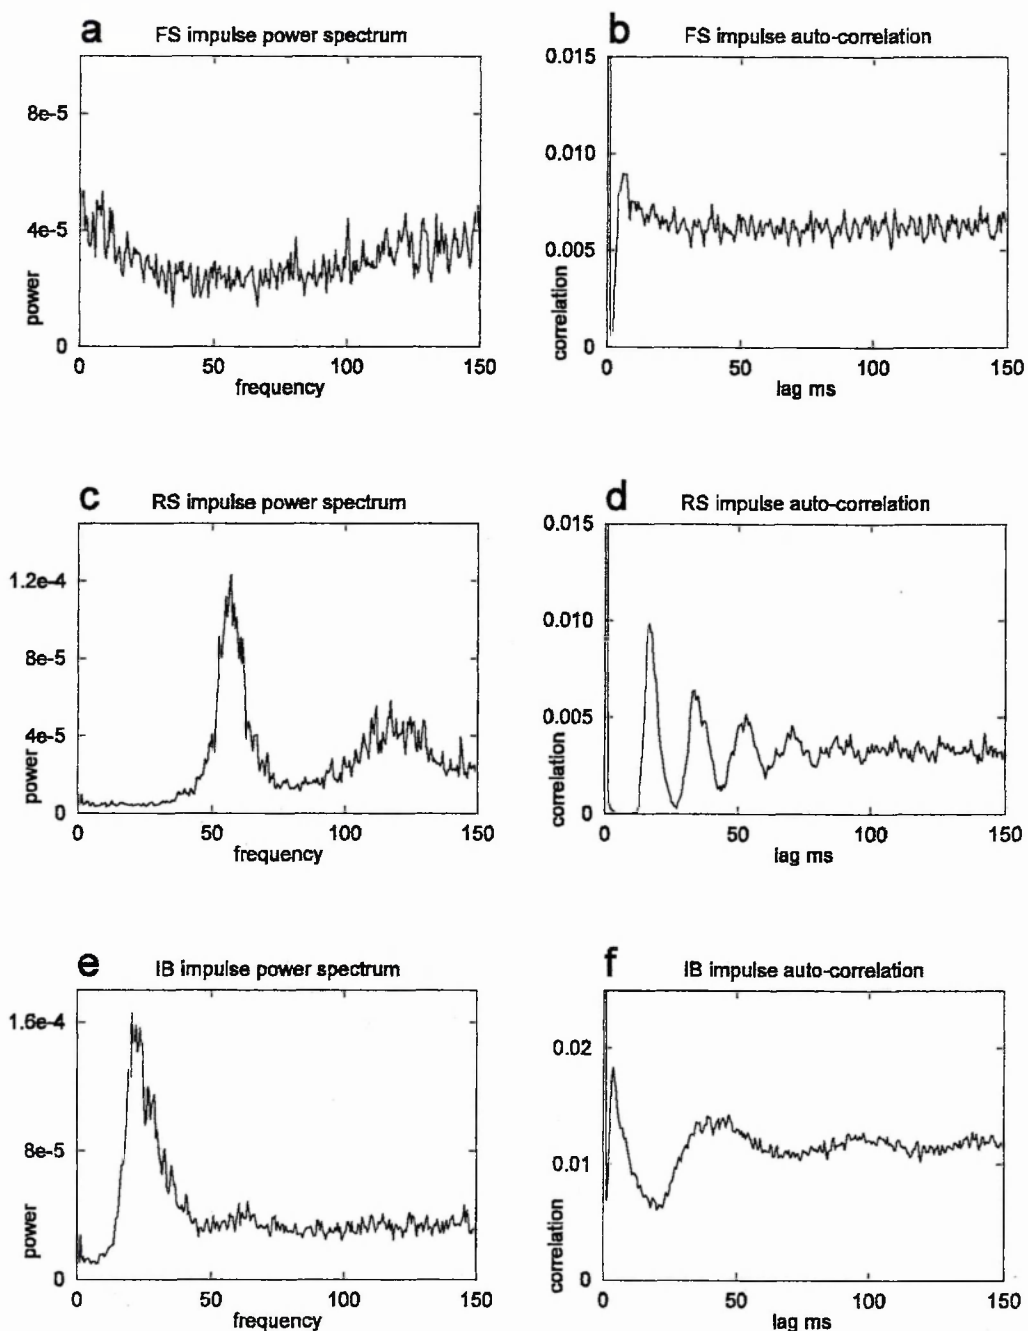 a FS impulse power spectrum
8e-5
4e-5
0
power
0 50 100 150
frequency
b FS impulse auto-correlation
0.015
0.010
0.005
0
correlation
0 50 100 150
lag ms
c RS impulse power spectrum
1.2e-4
8e-5
4e-5
0
power
0 50 100 150
frequency
d RS impulse auto-correlation
0.015
0.010
0.005
0
correlation
0 50 100 150
lag ms
e IB impulse power spectrum
1.6e-4
8e-5
0
power
0 50 100 150
frequency
f IB impulse auto-correlation
0.02
0.01
0
correlation
0 50 100 150
lag ms